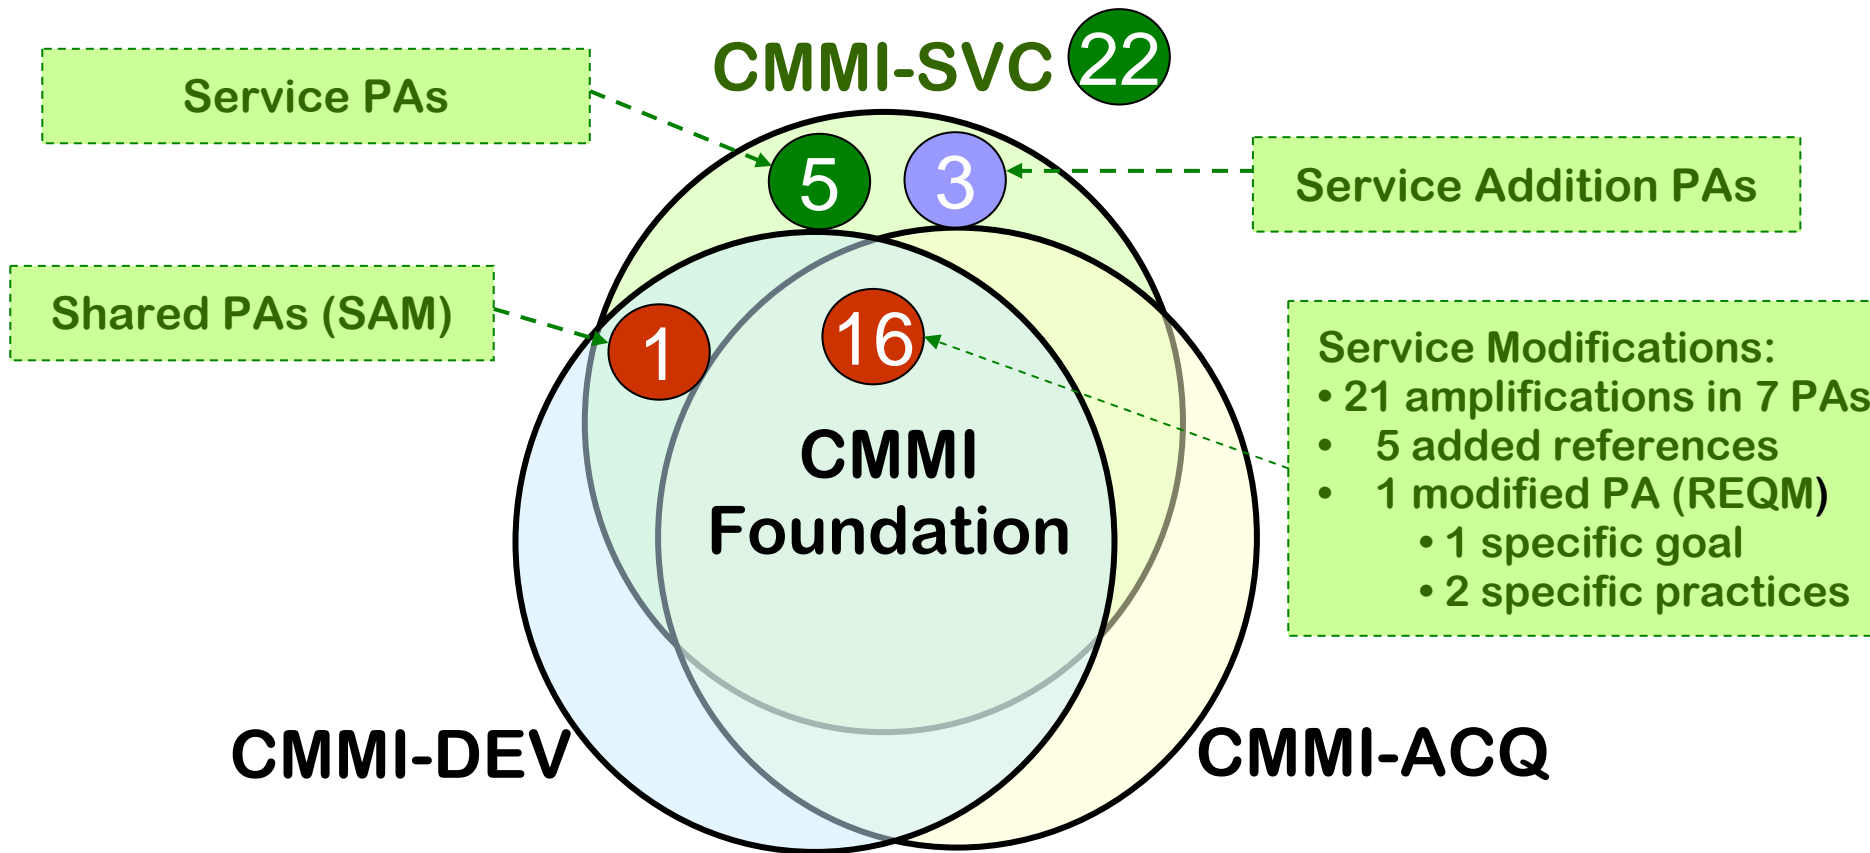 CMMI-SVC 22
Service PAs
5
3
Service Addition PAs
Shared PAs (SAM)
1
16
Service Modifications:
• 21 amplifications in 7 PAs
• 5 added references
• 1 modified PA (REQM)
• 1 specific goal
• 2 specific practices
CMMI
Foundation
CMMI-DEV
CMMI-ACQ